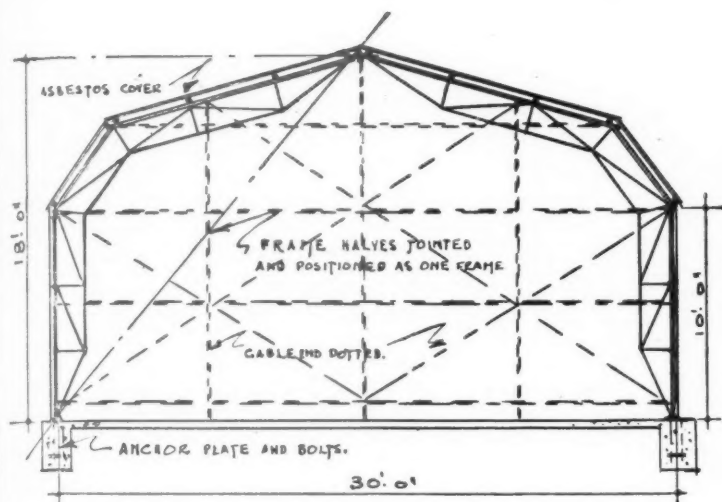 ASBESTOS COVER
18'. 0"
FRAME HALVES JOINTED
AND POSITIONED AS ONE FRAME
10'. 0"
GABLE END DOTTED.
ANCHOR PLATE AND BOLTS.
30'. 0"